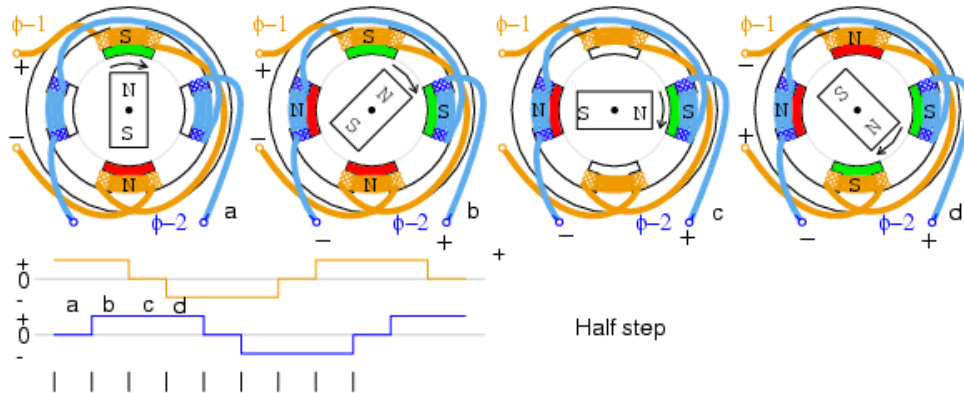 ϕ−1 ϕ−1 ϕ−1 ϕ−1
S S N
+ + −
N N
N S N S S N N S
S S N
− − +
N N S
ϕ−2 a ϕ−2 b ϕ−2 c ϕ−2 d
− + − + − +
+
+
0
-
a b c d
+
0
-
Half step